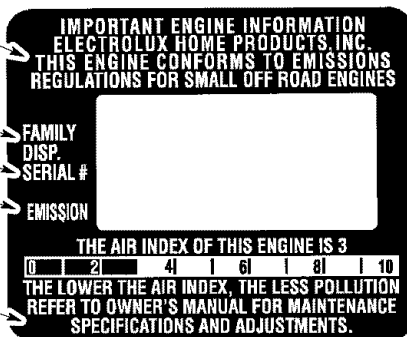 IMPORTANT ENGINE INFORMATION
ELECTROLUX HOME PRODUCTS, INC.
THIS ENGINE CONFORMS TO EMISSIONS
REGULATIONS FOR SMALL OFF ROAD ENGINES
FAMILY
DISP.
SERIAL #
EMISSION
THE AIR INDEX OF THIS ENGINE IS 3
0 2 4 6 8 10
THE LOWER THE AIR INDEX, THE LESS POLLUTION
REFER TO OWNER'S MANUAL FOR MAINTENANCE
SPECIFICATIONS AND ADJUSTMENTS.